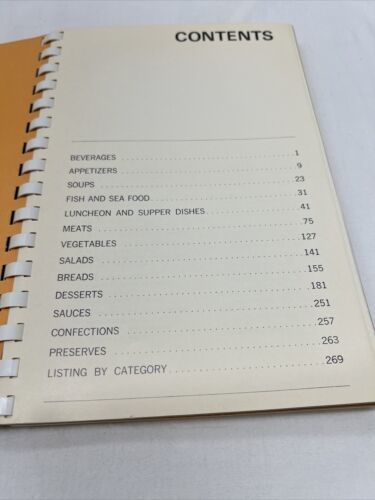 CONTENTS
BEVERAGES ................................ 1
APPETIZERS ............................... 9
SOUPS .................................... 23
FISH AND SEA FOOD ........................ 31
LUNCHEON AND SUPPER DISHES ............... 41
MEATS .................................... 75
VEGETABLES ............................... 127
SALADS ................................... 141
BREADS ................................... 155
DESSERTS ................................. 181
SAUCES ................................... 251
CONFECTIONS .............................. 257
PRESERVES ................................ 263
LISTING BY CATEGORY ...................... 269